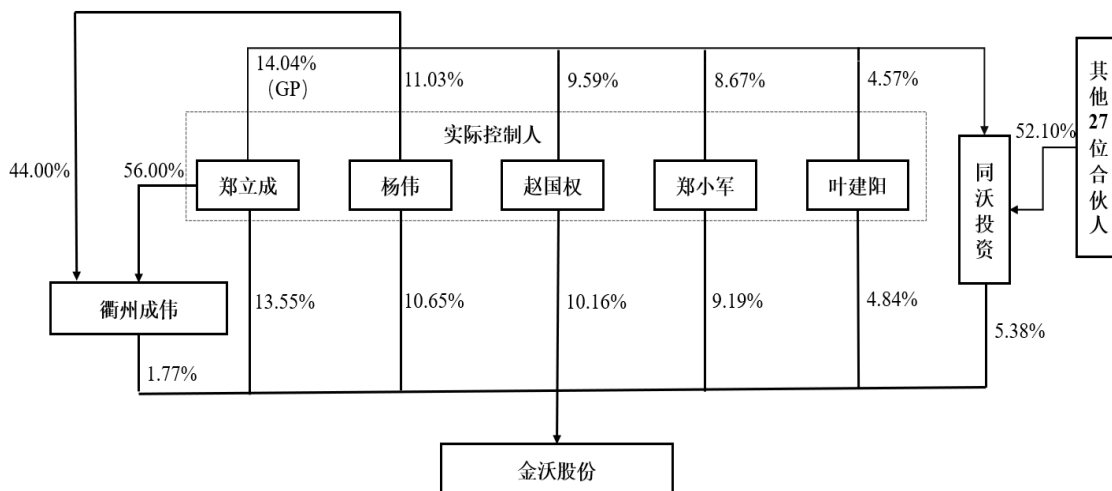 14.04%
（GP）
11.03%
9.59%
8.67%
4.57%
其他27位合伙人
52.10%
实际控制人
44.00%
56.00%
郑立成
杨伟
赵国权
郑小军
叶建阳
同沃投资
衢州成伟
13.55%
10.65%
10.16%
9.19%
4.84%
5.38%
1.77%
金沃股份